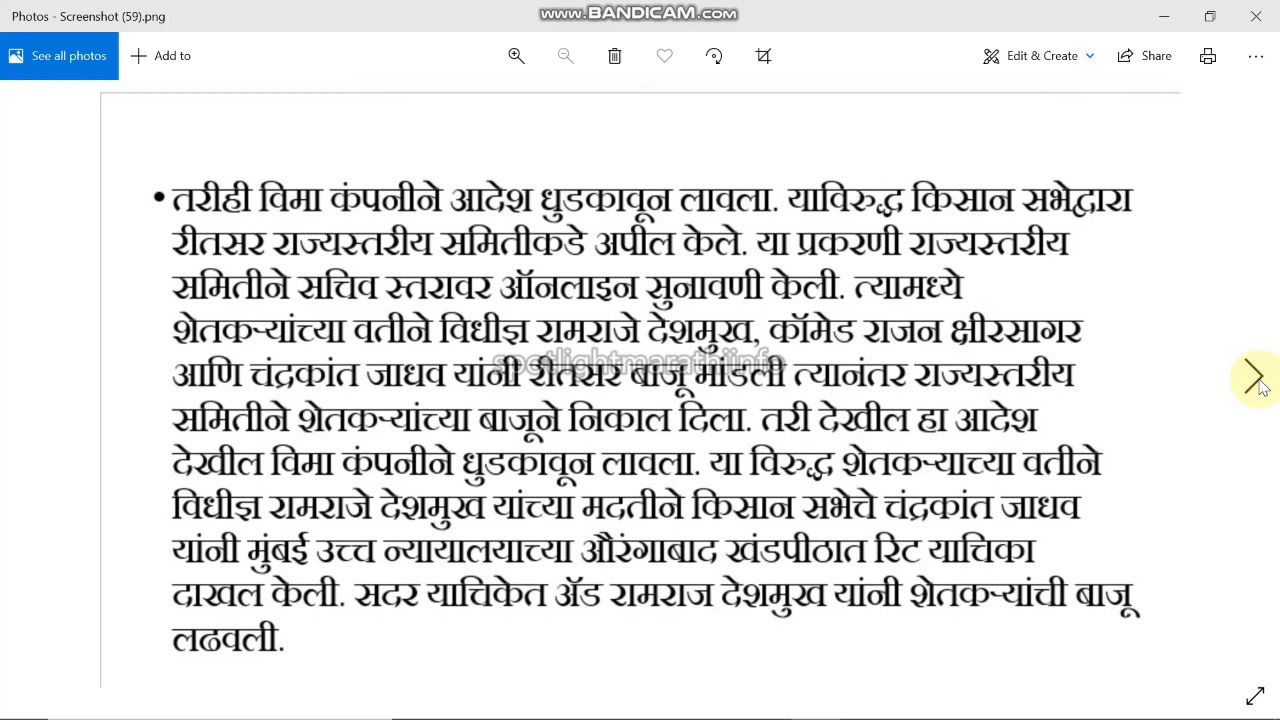 Photos - Screenshot (59).png
www.BANDICAM.com
See all photos
Add to
Edit & Create
Share
• तरीही विमा कंपनीने आदेश धुडकावून लावला. याविरुद्ध किसान सभेद्वारा
रीतसर राज्यस्तरीय समितीकडे अपील केले. या प्रकरणी राज्यस्तरीय
समितीने सचिव स्तरावर ऑनलाइन सुनावणी केली. त्यामध्ये
शेतकऱ्यांच्या वतीने विधीज्ञ रामराजे देशमुख, कॉमेड राजन क्षीरसागर
आणि चंद्रकांत जाधव यांनी रीतसर बाजू मांडली त्यानंतर राज्यस्तरीय
spotlightmarathiinfo
समितीने शेतकऱ्यांच्या बाजूने निकाल दिला. तरी देखील हा आदेश
देखील विमा कंपनीने धुडकावून लावला. या विरुद्ध शेतकऱ्याच्या वतीने
विधीज्ञ रामराजे देशमुख यांच्या मदतीने किसान सभेचे चंद्रकांत जाधव
यांनी मुंबई उच्च न्यायालयाच्या औरंगाबाद खंडपीठात रिट याचिका
दाखल केली. सदर याचिकेत ॲड रामराज देशमुख यांनी शेतकऱ्यांची बाजू
लढवली.